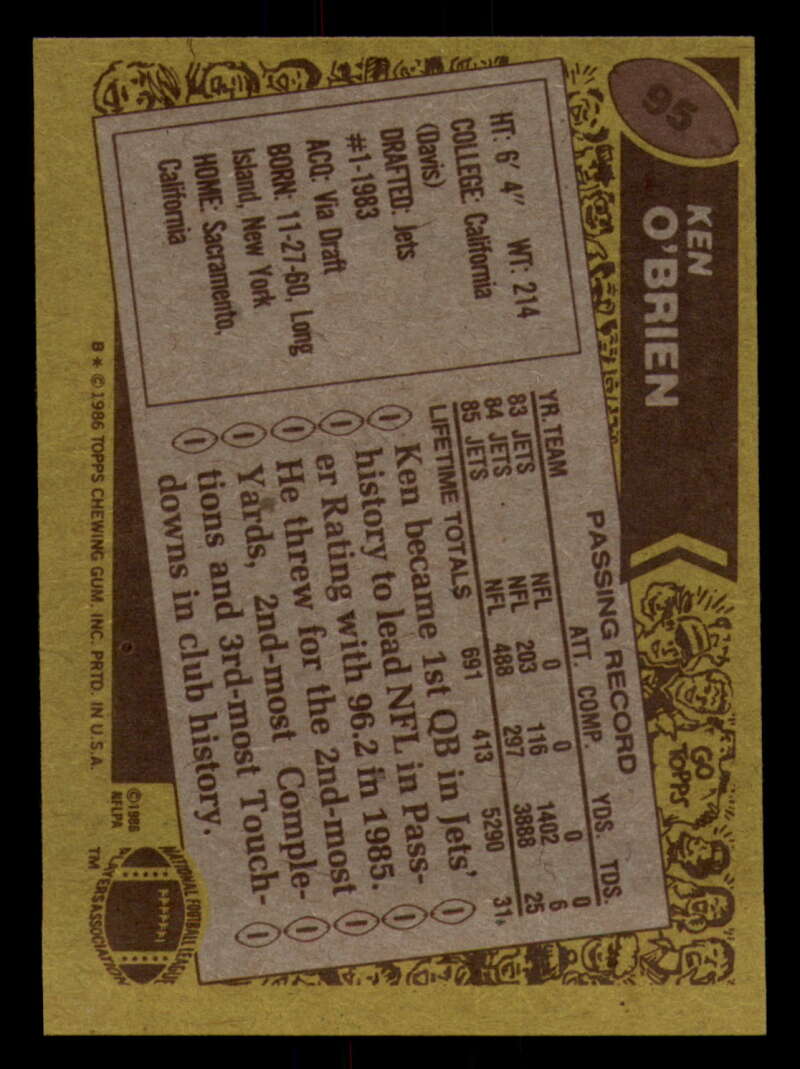 95
KEN
O'BRIEN
HT: 6' 4" WT: 214
COLLEGE: California
(Davis)
DRAFTED: Jets
#1-1983
ACQ: Via Draft
BORN: 11-27-60, Long
Island, New York
HOME: Sacramento,
California
PASSING RECORD
YR. TEAM ATT. COMP. YDS. TDS.
83 JETS NFL 0 0 0 0
84 JETS NFL 203 116 1402 6
85 JETS NFL 488 297 3888 25
LIFETIME TOTALS 691 413 5290 31
Ken became 1st QB in Jets'
history to lead NFL in Pass-
er Rating with 96.2 in 1985.
He threw for the 2nd-most
Yards, 2nd-most Comple-
tions and 3rd-most Touch-
downs in club history.
GO
TOPPS
B * © 1986 TOPPS CHEWING GUM, INC. PRTD. IN U.S.A.
© 1986
NFLPA
TM
NATIONAL FOOTBALL LEAGUE
PLAYERS ASSOCIATION